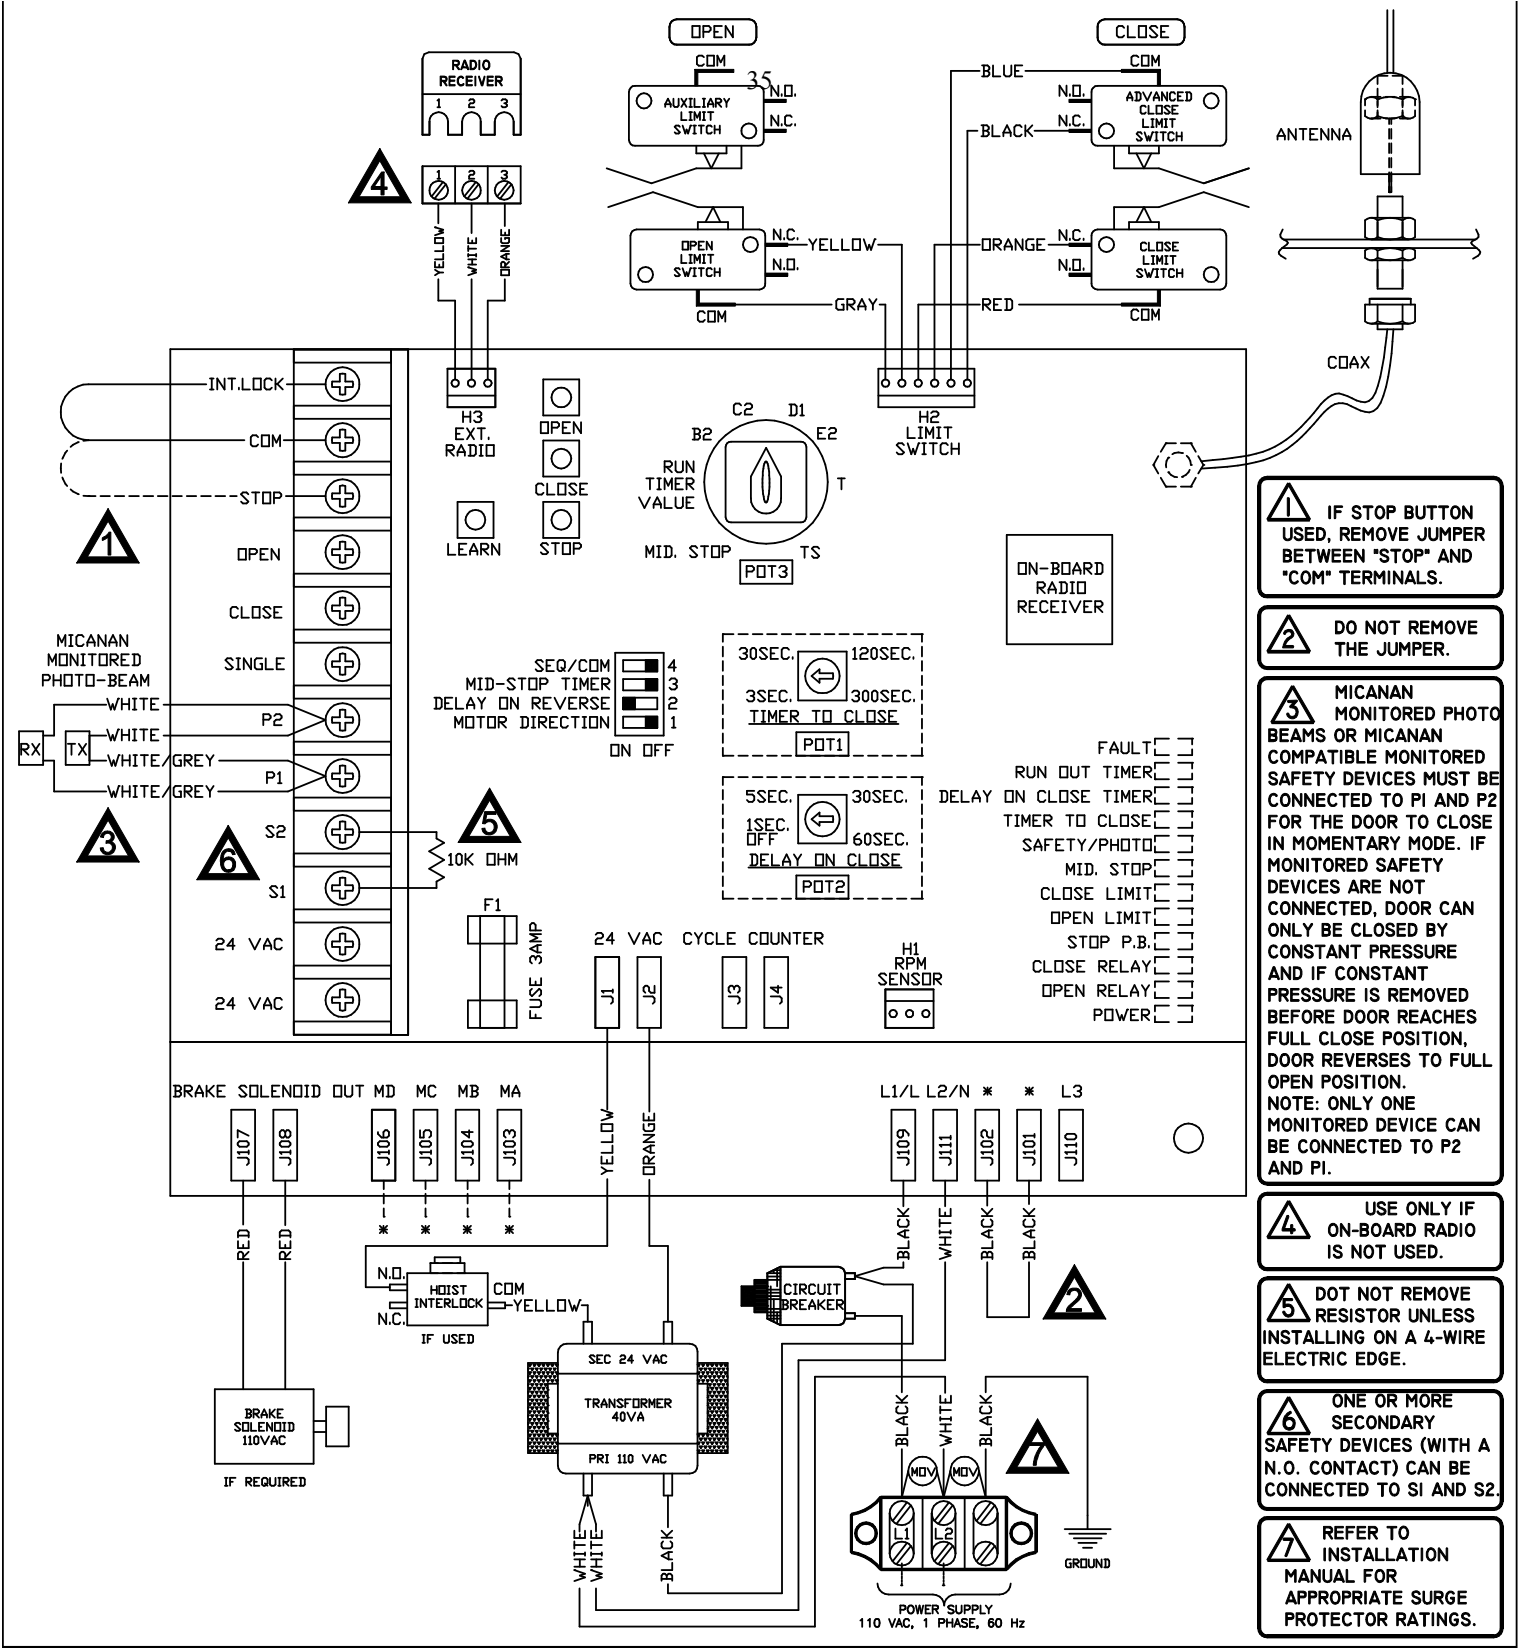 OPEN
CLOSE
COM
35
N.O.
N.C.
AUXILIARY
LIMIT
SWITCH
BLUE
BLACK
COM
N.O.
N.C.
ADVANCED
CLOSE
LIMIT
SWITCH
ANTENNA
RADIO
RECEIVER
1 2 3
4
1 2 3
YELLOW
WHITE
ORANGE
OPEN
LIMIT
SWITCH
N.C.
N.O.
YELLOW
GRAY
COM
ORANGE
RED
N.C.
N.O.
CLOSE
LIMIT
SWITCH
COM
COAX
INT.LOCK
COM
STOP
1
OPEN
CLOSE
SINGLE
P2
P1
S2
S1
24 VAC
24 VAC
MICANAN
MONITORED
PHOTO-BEAM
WHITE
WHITE
WHITE/GREY
WHITE/GREY
RX
TX
3
6
5
10K OHM
H3
EXT.
RADIO
OPEN
CLOSE
STOP
LEARN
H2
LIMIT
SWITCH
B2 C2 D1 E2
T
TS
RUN
TIMER
VALUE
MID. STOP
POT3
ON-BOARD
RADIO
RECEIVER
SEQ/COM 4
MID-STOP TIMER 3
DELAY ON REVERSE 2
MOTOR DIRECTION 1
ON OFF
30SEC. 120SEC.
3SEC. 300SEC.
TIMER TO CLOSE
POT1
5SEC. 30SEC.
1SEC.
OFF
60SEC.
DELAY ON CLOSE
POT2
FAULT
RUN OUT TIMER
DELAY ON CLOSE TIMER
TIMER TO CLOSE
SAFETY/PHOTO
MID. STOP
CLOSE LIMIT
OPEN LIMIT
STOP P.B.
CLOSE RELAY
OPEN RELAY
POWER
F1
FUSE 3AMP
24 VAC
J1
J2
CYCLE COUNTER
J3
J4
H1
RPM
SENSOR
BRAKE SOLENOID OUT MD MC MB MA
J107
J108
J106
J105
J104
J103
* * * *
YELLOW
ORANGE
L1/L L2/N * * L3
J109
J111
J102
J101
J110
RED
RED
BLACK
WHITE
BLACK
BLACK
N.O.
N.C.
HOIST
INTERLOCK
COM
YELLOW
IF USED
CIRCUIT
BREAKER
2
SEC 24 VAC
TRANSFORMER
40VA
PRI 110 VAC
WHITE
WHITE
BLACK
BRAKE
SOLENOID
110VAC
IF REQUIRED
BLACK
WHITE
BLACK
MOV
MOV
7
L1
L2
GROUND
POWER SUPPLY
110 VAC, 1 PHASE, 60 Hz
1 IF STOP BUTTON
USED, REMOVE JUMPER
BETWEEN "STOP" AND
"COM" TERMINALS.
2 DO NOT REMOVE
THE JUMPER.
3 MICANAN
MONITORED PHOTO
BEAMS OR MICANAN
COMPATIBLE MONITORED
SAFETY DEVICES MUST BE
CONNECTED TO P1 AND P2
FOR THE DOOR TO CLOSE
IN MOMENTARY MODE. IF
MONITORED SAFETY
DEVICES ARE NOT
CONNECTED, DOOR CAN
ONLY BE CLOSED BY
CONSTANT PRESSURE
AND IF CONSTANT
PRESSURE IS REMOVED
BEFORE DOOR REACHES
FULL CLOSE POSITION,
DOOR REVERSES TO FULL
OPEN POSITION.
NOTE: ONLY ONE
MONITORED DEVICE CAN
BE CONNECTED TO P2
AND P1.
4 USE ONLY IF
ON-BOARD RADIO
IS NOT USED.
5 DOT NOT REMOVE
RESISTOR UNLESS
INSTALLING ON A 4-WIRE
ELECTRIC EDGE.
6 ONE OR MORE
SECONDARY
SAFETY DEVICES (WITH A
N.O. CONTACT) CAN BE
CONNECTED TO S1 AND S2.
7 REFER TO
INSTALLATION
MANUAL FOR
APPROPRIATE SURGE
PROTECTOR RATINGS.